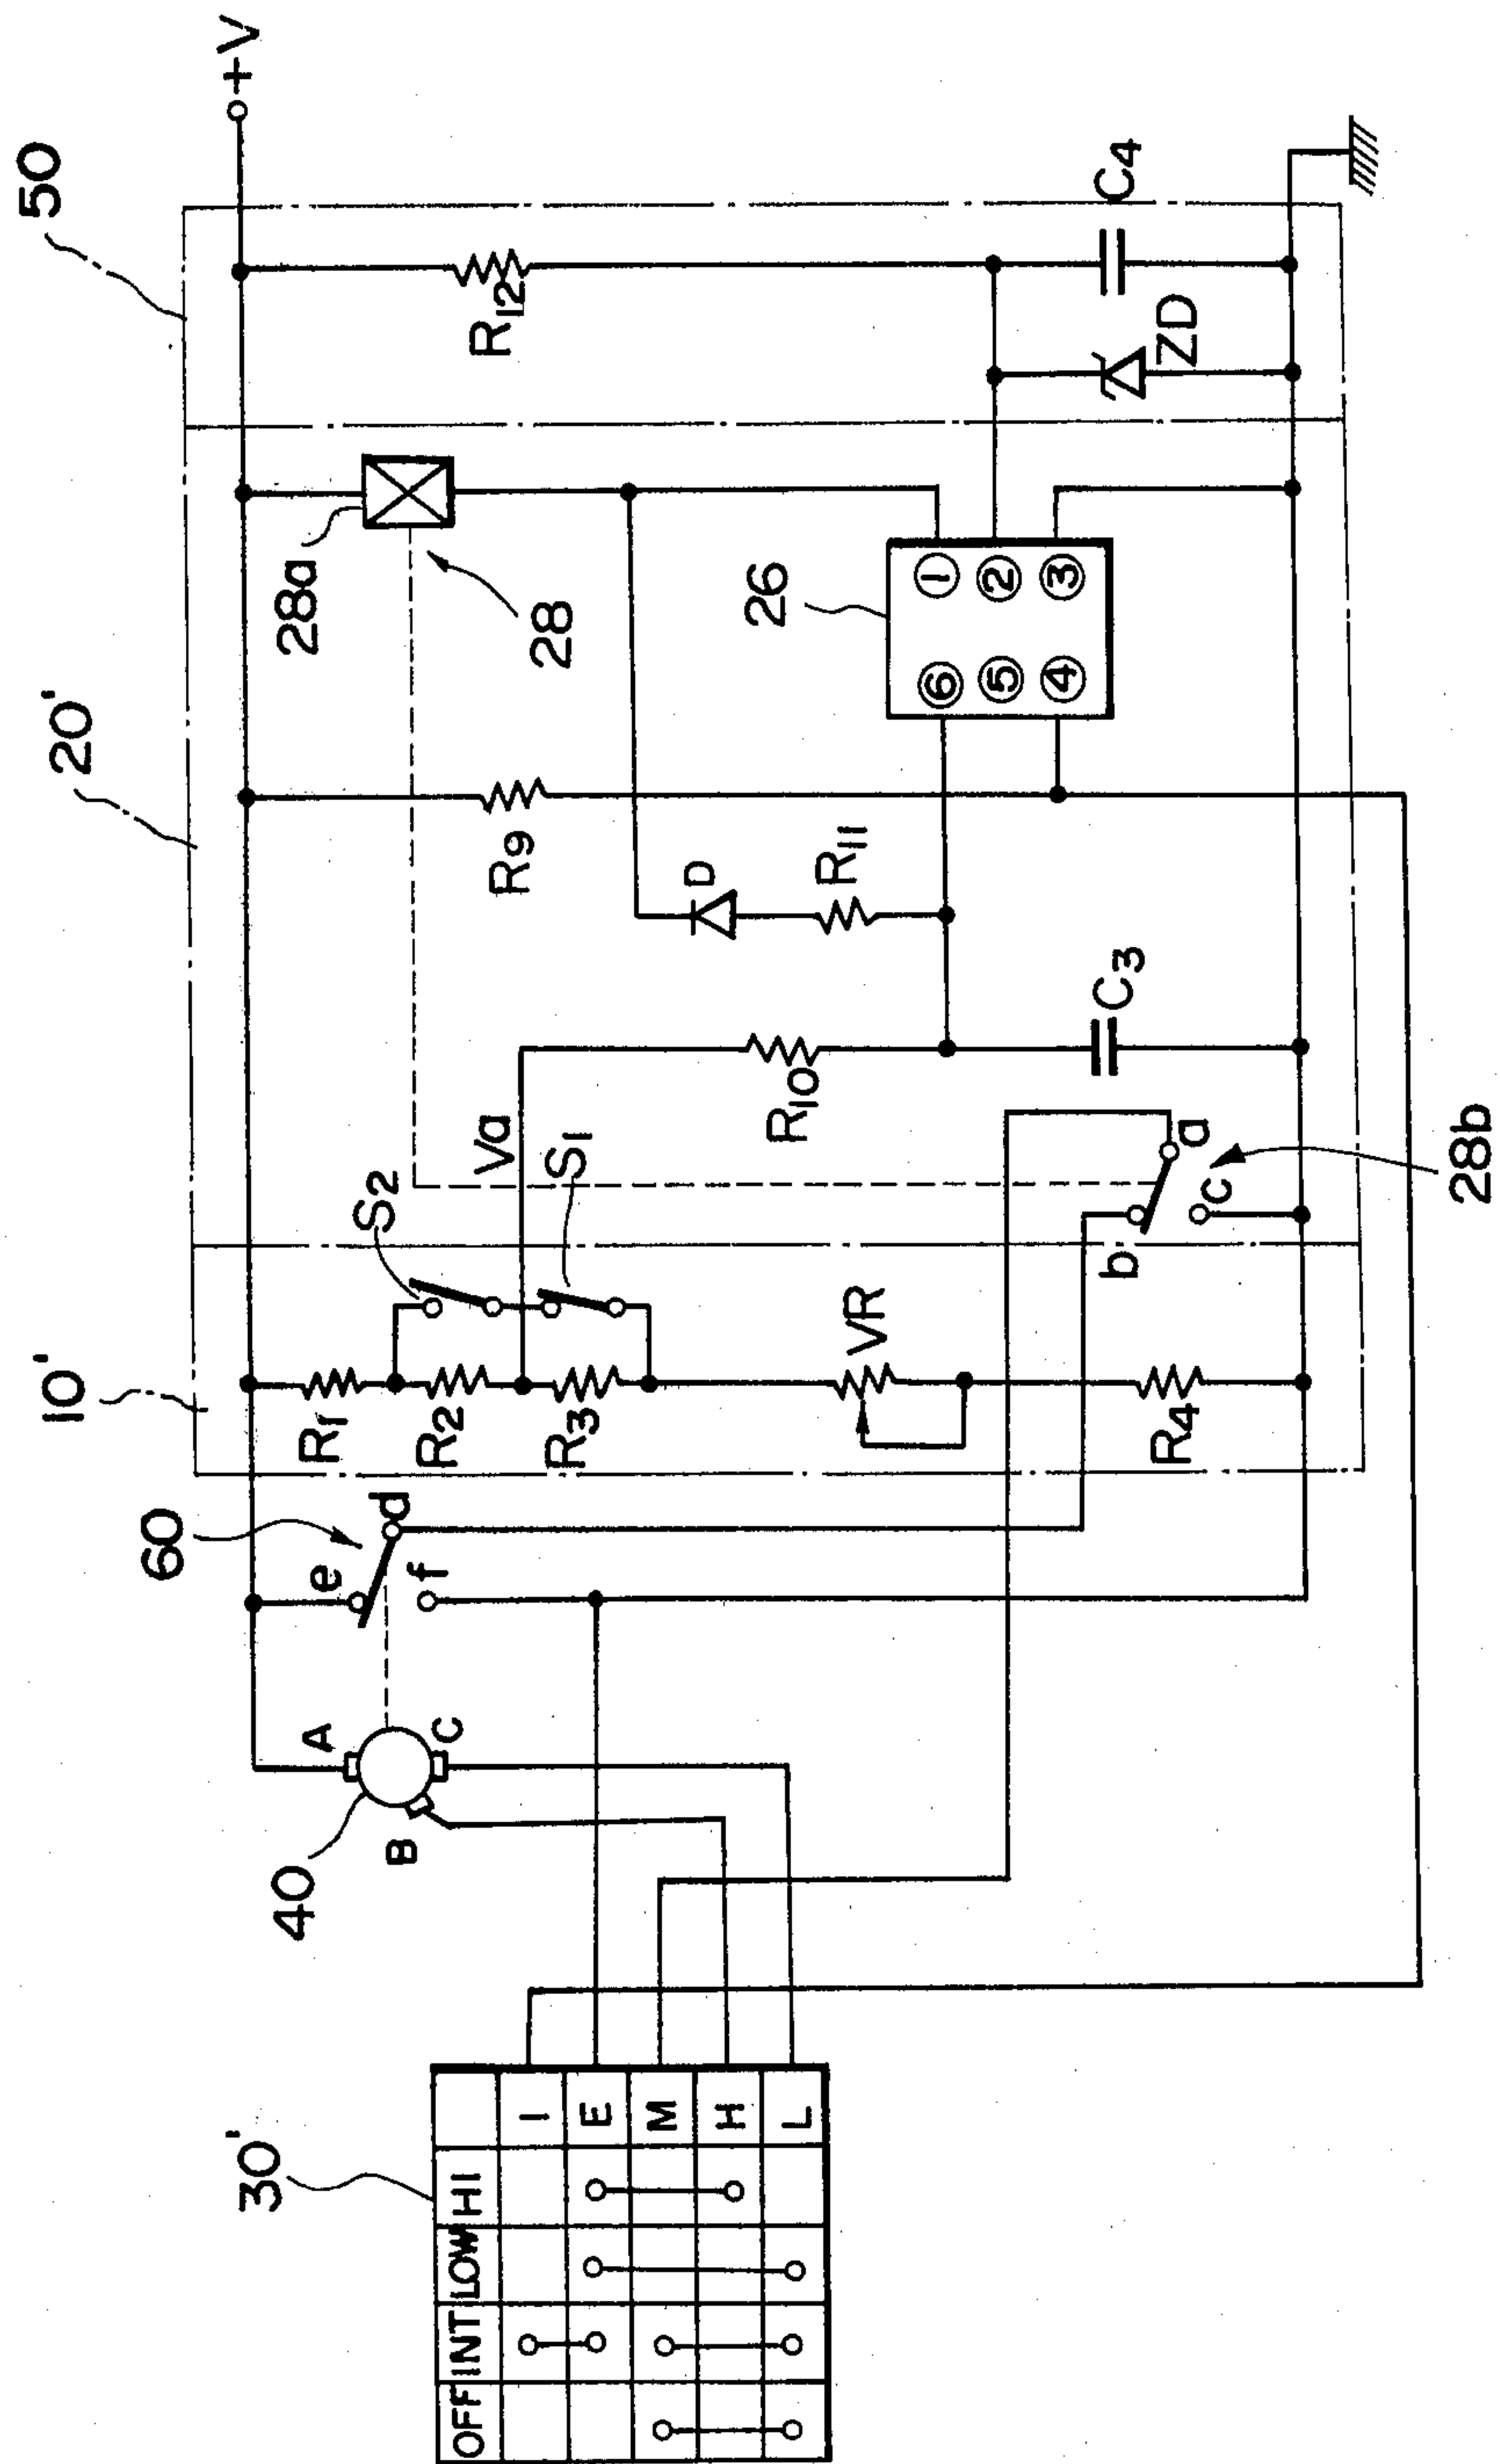 +V
50
20'
10'
R12
C4
ZD
28a
28
26
1
2
3
6
5
4
R9
D
R11
C3
R10
Va
S2
S1
a
b
c
28b
R1
R2
R3
VR
R4
60
d
e
f
A
B
C
40
30'
OFF INT LOW HI
I
E
M
H
L